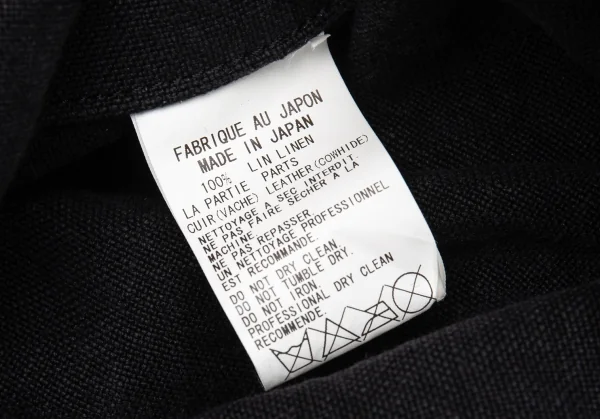 FABRIQUE AU JAPON
MADE IN JAPAN
100% LIN LINEN
LA PARTIE PARTS
CUIR(VACHE) LEATHER(COWHIDE)
NETTOYAGE A SEC INTERDIT.
NE PAS FAIRE SECHER A LA
MACHINE.
NE PAS REPASSER
UN NETTOYAGE PROFESSIONNEL
EST RECOMMANDE.
DO NOT DRY CLEAN
DO NOT TUMBLE DRY.
DO NOT IRON.
PROFESSIONAL DRY CLEAN
RECOMMENDE.